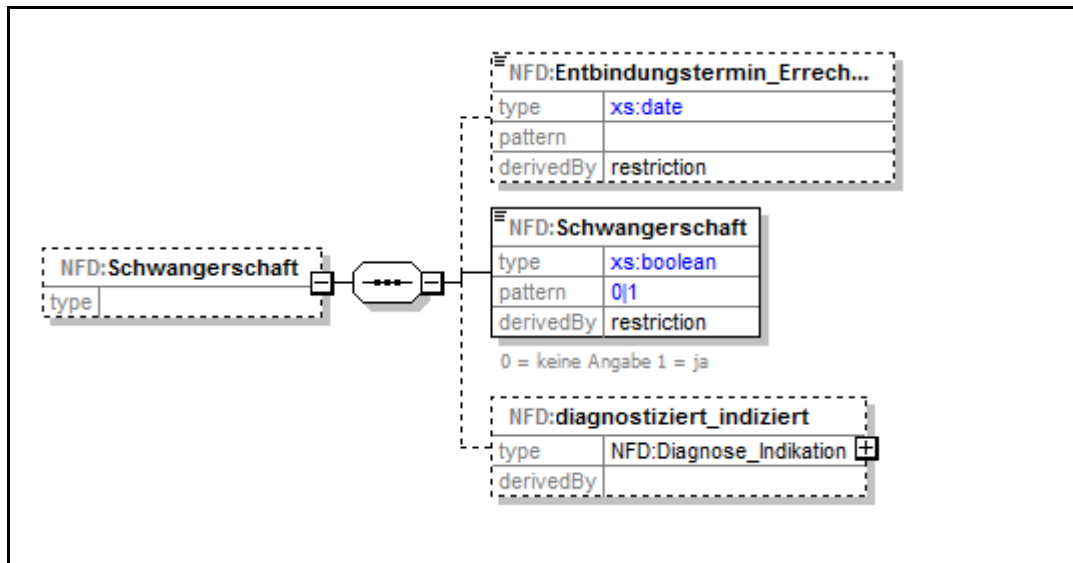 NFD:Entbindungstermin_Errech...
type xs:date
pattern
derivedBy restriction
NFD:Schwangerschaft
type
NFD:Schwangerschaft
type xs:boolean
pattern 0|1
derivedBy restriction
0 = keine Angabe 1 = ja
NFD:diagnostiziert_indiziert
type NFD:Diagnose_Indikation
derivedBy